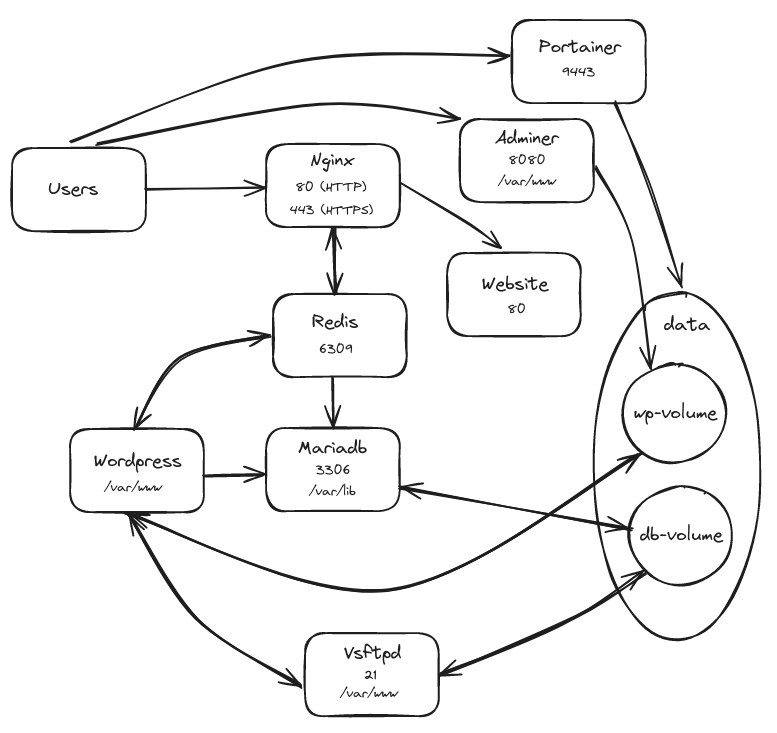 Portainer
9443
Adminer
8080
/var/www
Users
Nginx
80 (HTTP)
443 (HTTPS)
Website
80
Redis
6309
data
wp-volume
Wordpress
/var/www
Mariadb
3306
/var/lib
db-volume
Vsftpd
21
/var/www